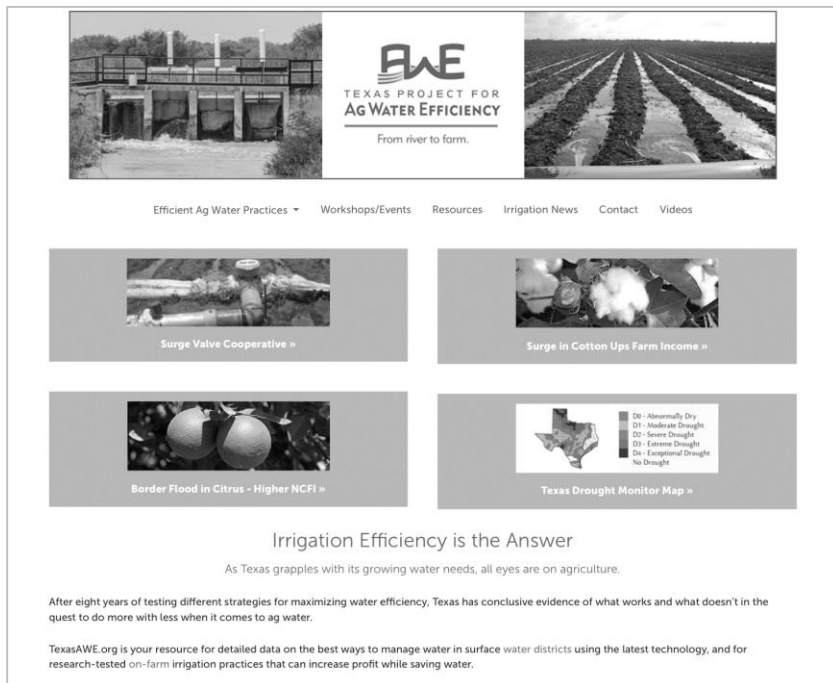 AWE
TEXAS PROJECT FOR
AG WATER EFFICIENCY
From river to farm.
Efficient Ag Water Practices
Workshops/Events
Resources
Irrigation News
Contact
Videos
Surge Valve Cooperative »
Surge in Cotton Ups Farm Income »
Border Flood in Citrus - Higher NCFI »
D0 - Abnormally Dry
D1 - Moderate Drought
D2 - Severe Drought
D3 - Extreme Drought
D4 - Exceptional Drought
No Drought
Texas Drought Monitor Map »
Irrigation Efficiency is the Answer
As Texas grapples with its growing water needs, all eyes are on agriculture.
After eight years of testing different strategies for maximizing water efficiency, Texas has conclusive evidence of what works and what doesn't in the
quest to do more with less when it comes to ag water.
TexasAWE.org is your resource for detailed data on the best ways to manage water in surface water districts using the latest technology, and for
research-tested on-farm irrigation practices that can increase profit while saving water.